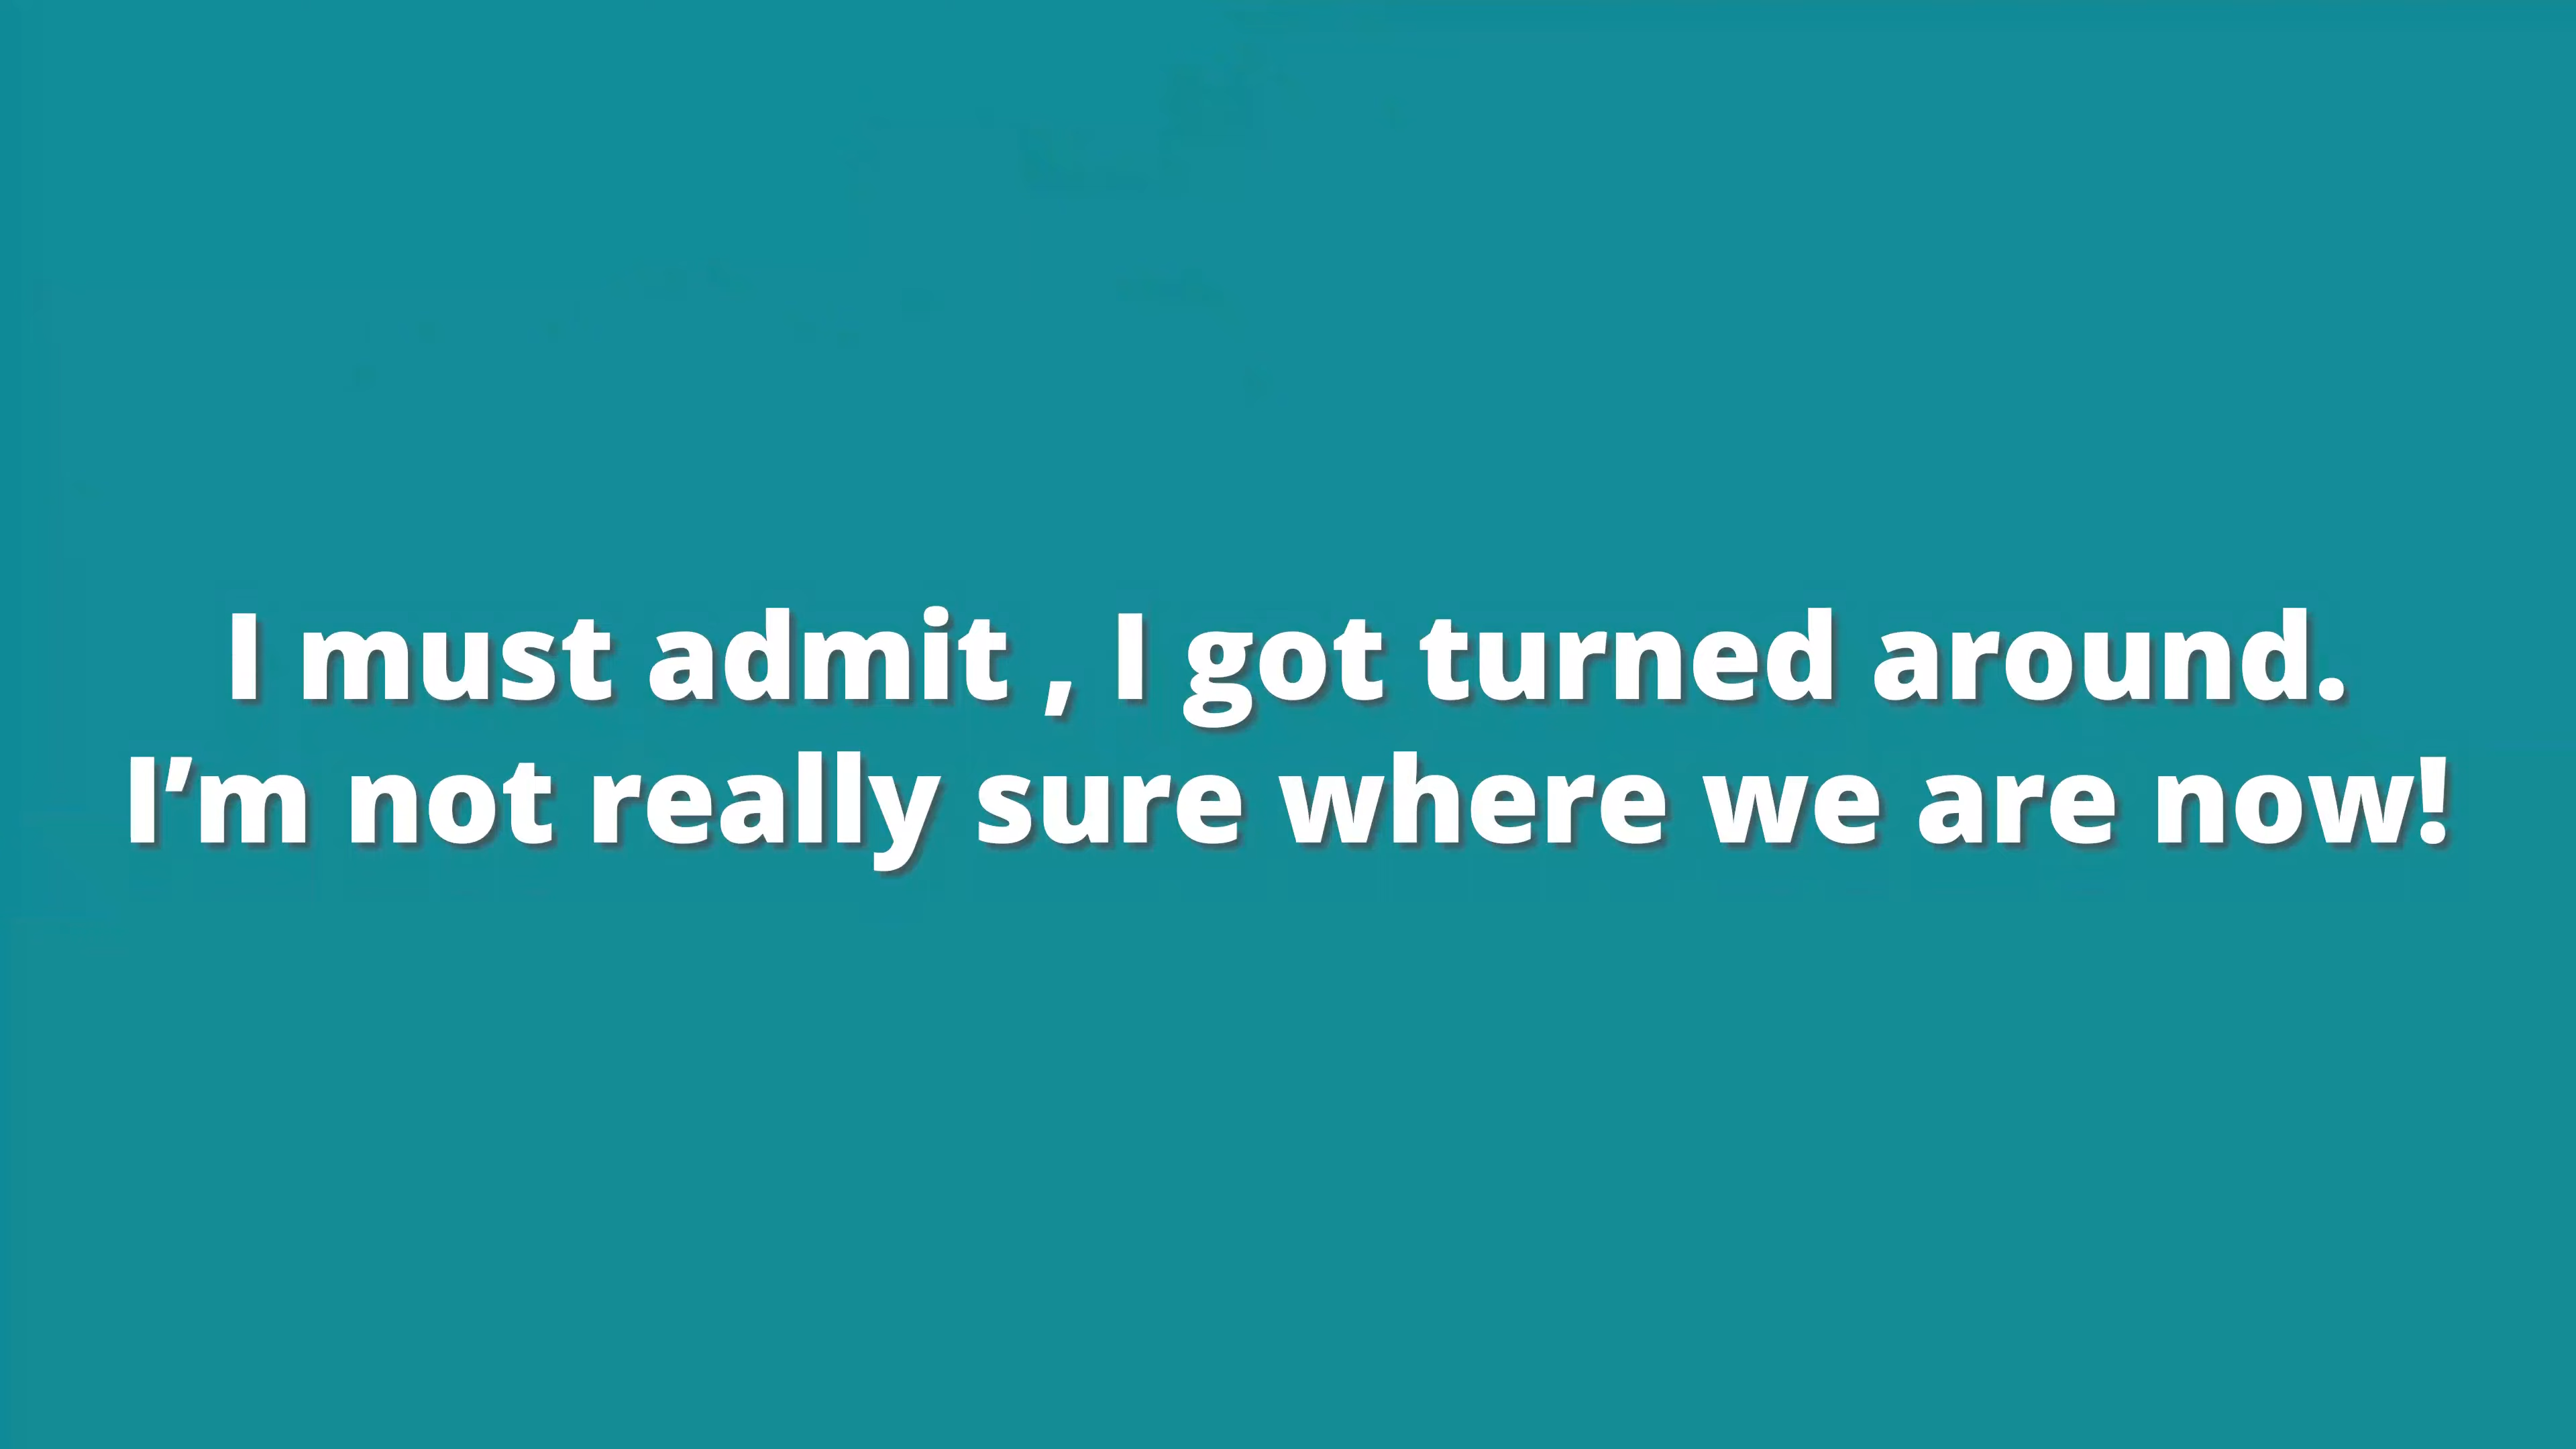 I must admit , I got turned around.
I’m not really sure where we are now!